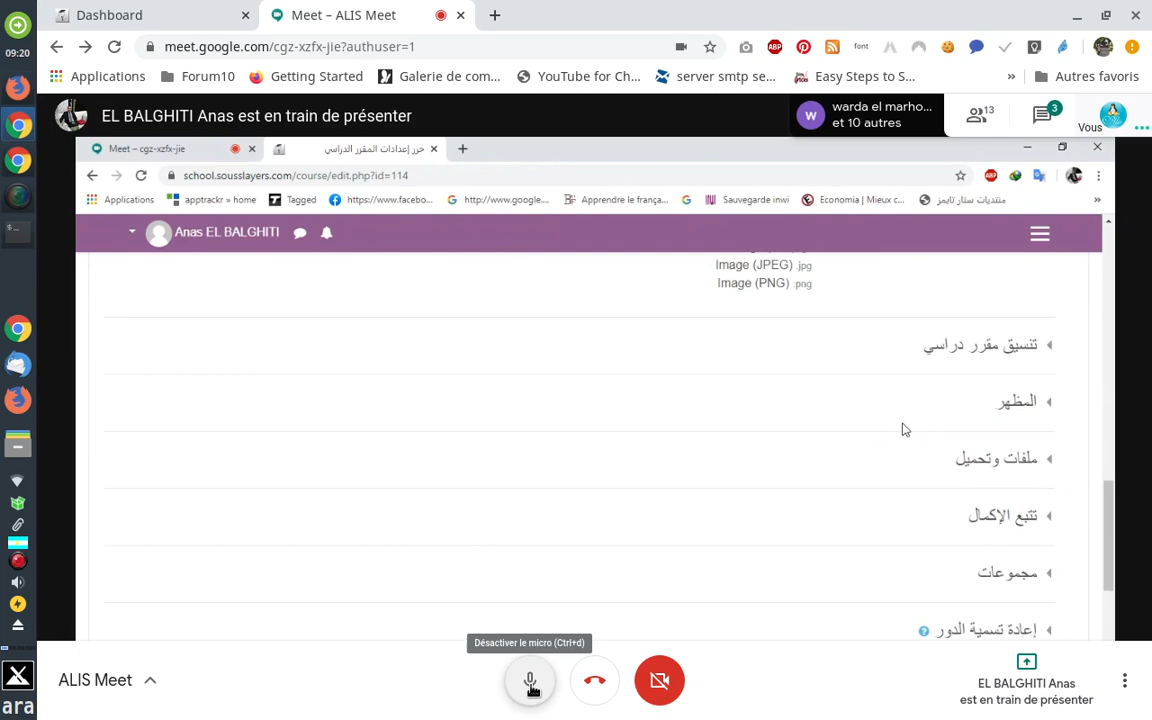 09:20
Dashboard
Meet – ALIS Meet
meet.google.com/cgz-xzfx-jie?authuser=1
ABP
font
Applications
Forum10
Getting Started
Galerie de com...
YouTube for Ch...
server smtp se...
Easy Steps to S...
»
Autres favoris
EL BALGHITI Anas est en train de présenter
w
warda el marho...
et 10 autres
13
3
Vous
Meet – cgz-xzfx-jie
حرر إعدادات المقرر الدراسي
school.sousslayers.com/course/edit.php?id=114
Applications
apptrackr » home
Tagged
https://www.facebo...
http://www.google....
Apprendre le frança...
Sauvegarde inwi
Economia | Mieux c...
منتديات ستار تايمز
»
Anas EL BALGHITI
Image (JPEG) .jpg
Image (PNG) .png
تنسيق مقرر دراسي
المظهر
ملفات وتحميل
تتبع الإكمال
مجموعات
إعادة تسمية الدور
Désactiver le micro (Ctrl+d)
ALIS Meet
EL BALGHITI Anas
est en train de présenter
ara